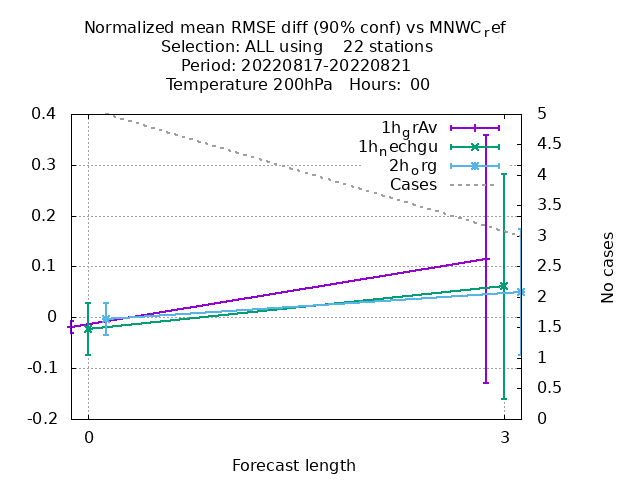 Normalized mean RMSE diff (90% conf) vs MNWC_ref
Selection: ALL using    22 stations
Period: 20220817-20220821
Temperature 200hPa   Hours:  00
0.4
0.3
0.2
0.1
0
-0.1
-0.2
5
4.5
4
3.5
3
2.5
2
1.5
1
0.5
0
1h_grAv
1h_nechgu
2h_org
Cases
No cases
0
3
Forecast length